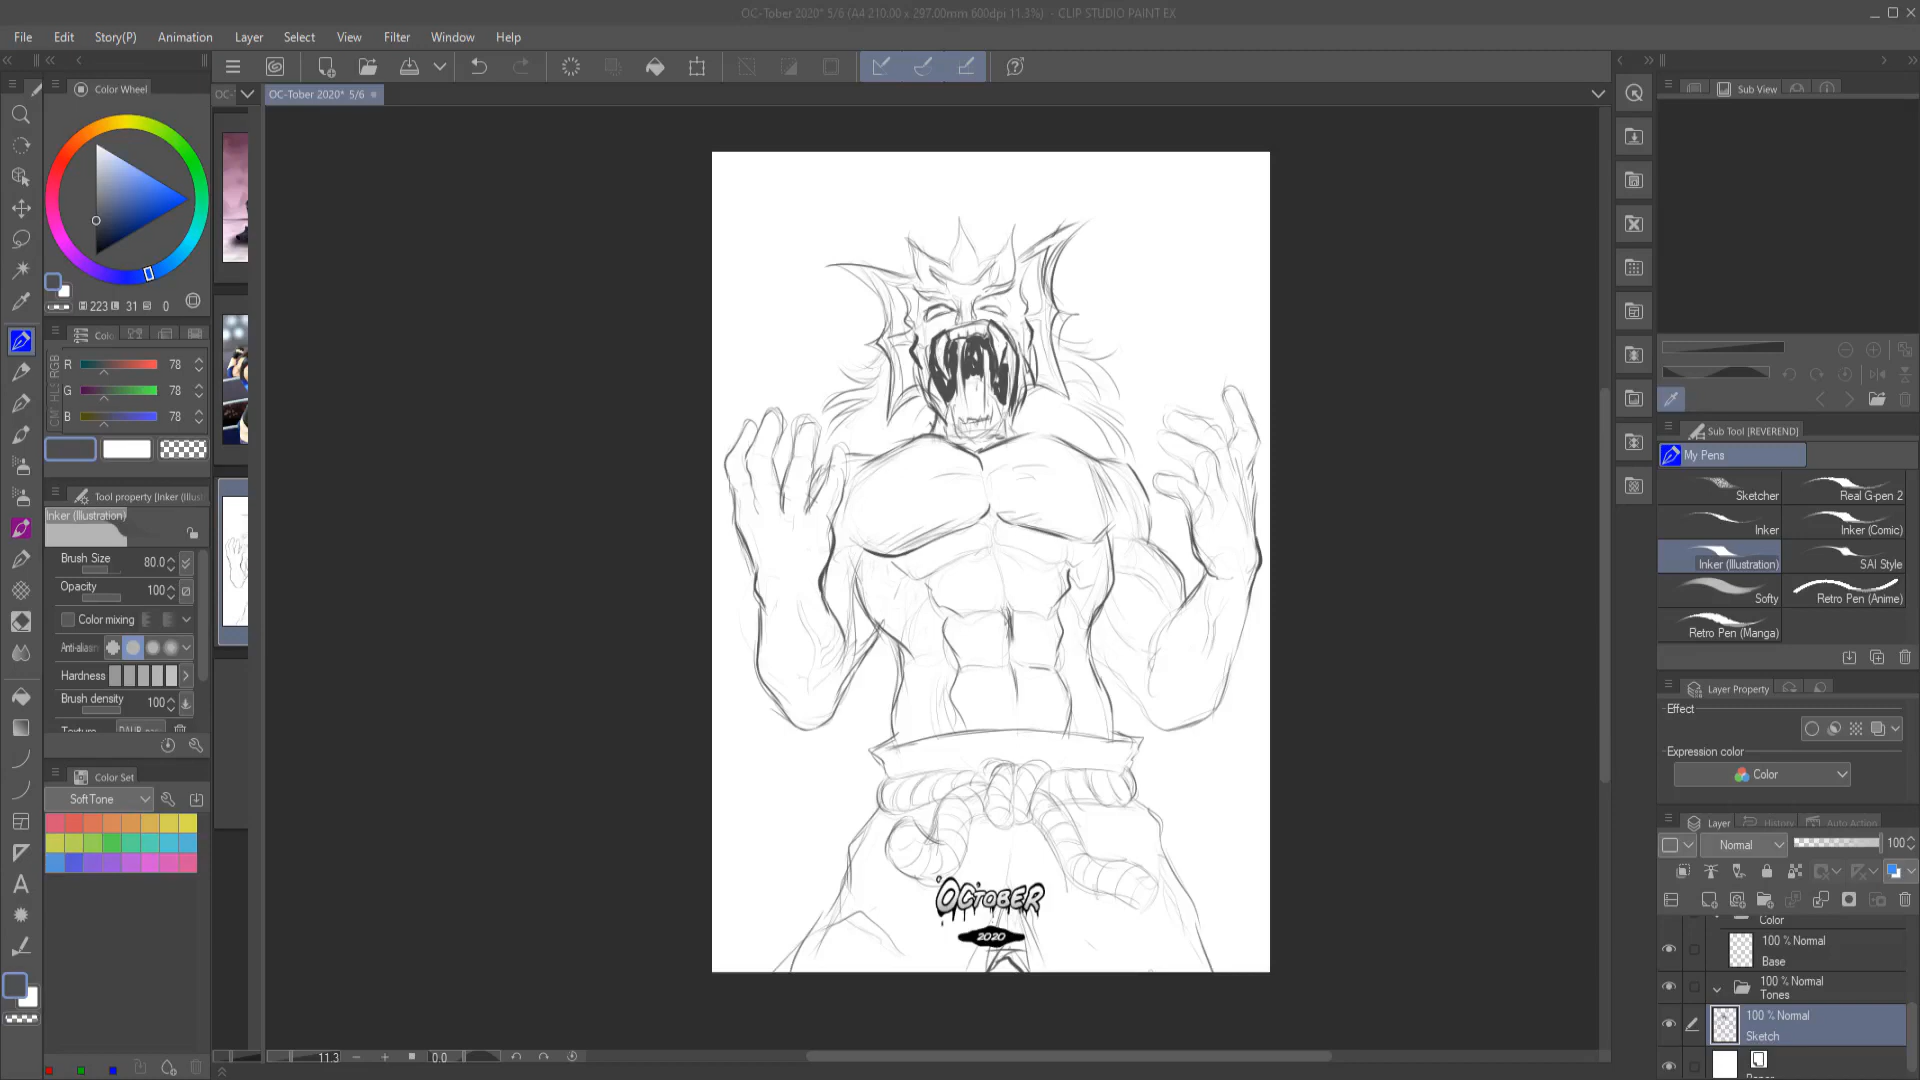 OC-Tober 2020* 5/6 (A4 210.00 x 297.00mm 600dpi 11.3%) - CLIP STUDIO PAINT EX
File Edit Story(P) Animation Layer Select View Filter Window Help
Color Wheel
OC-Tober 2020* 5/6
Sub View
223 31 0
R 78
G 78
B 78
Sub Tool [REVEREND]
My Pens
Sketcher Real G-pen 2
Inker Inker (Comic)
Inker (Illustration) SAI Style
Softy Retro Pen (Anime)
Retro Pen (Manga)
Tool property [Inker (Illust
Inker (Illustration)
Brush Size 80.0
Opacity 100
Color mixing
Anti-alias
Hardness
Brush density 100
Texture
Layer Property
Effect
Expression color
Color
Color Set
SoftTone
Layer History Auto Action
Normal 100
Color
100 % Normal
Base
100 % Normal
Tones
100 % Normal
Sketch
OCTOBER
2020
11.3 0.0